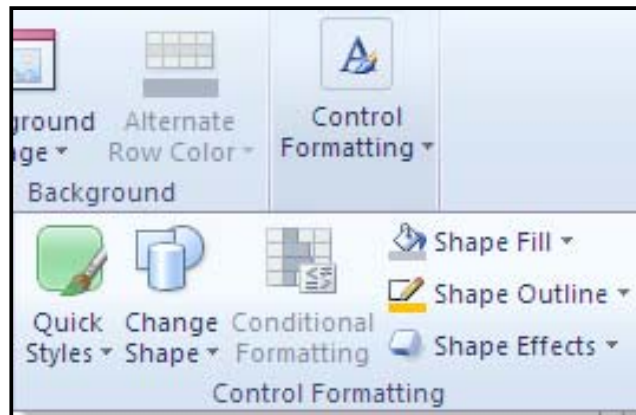 ground Alternate Control
age Row Color Formatting
Background
Shape Fill
Shape Outline
Quick Change Conditional
Styles Shape Formatting Shape Effects
Control Formatting